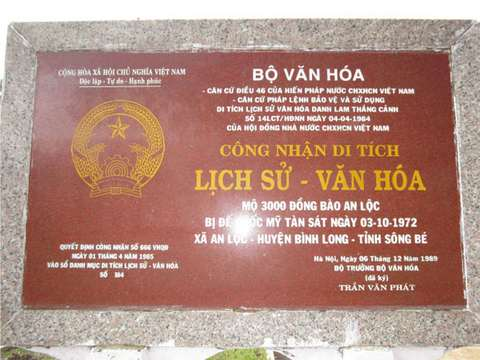 CỘNG HÒA XÃ HỘI CHỦ NGHĨA VIỆT NAM
Độc lập - Tự do - Hạnh phúc
QUYẾT ĐỊNH CÔNG NHẬN SỐ 666 VHQĐ
NGÀY 01 THÁNG 4 NĂM 1985
VÀO SỔ DANH MỤC DI TÍCH LỊCH SỬ - VĂN HÓA
SỐ 184
BỘ VĂN HÓA
- CĂN CỨ ĐIỀU 46 CỦA HIẾN PHÁP NƯỚC CHXHCN VIỆT NAM
- CĂN CỨ PHÁP LỆNH BẢO VỆ VÀ SỬ DỤNG
DI TÍCH LỊCH SỬ VĂN HÓA DANH LAM THẮNG CẢNH
SỐ 14LCT/HĐNN NGÀY 04-04-1984
CỦA HỘI ĐỒNG NHÀ NƯỚC CHXHCN VIỆT NAM
CÔNG NHẬN DI TÍCH
LỊCH SỬ - VĂN HÓA
MỘ 3000 ĐỒNG BÀO AN LỘC
BỊ ĐẾ QUỐC MỸ TÀN SÁT NGÀY 03-10-1972
XÃ AN LỘC - HUYỆN BÌNH LONG - TỈNH SÔNG BÉ
Hà Nội, Ngày 06 Tháng 12 Năm 1989
BỘ TRƯỞNG BỘ VĂN HÓA
(đã ký)
TRẦN VĂN PHÁT